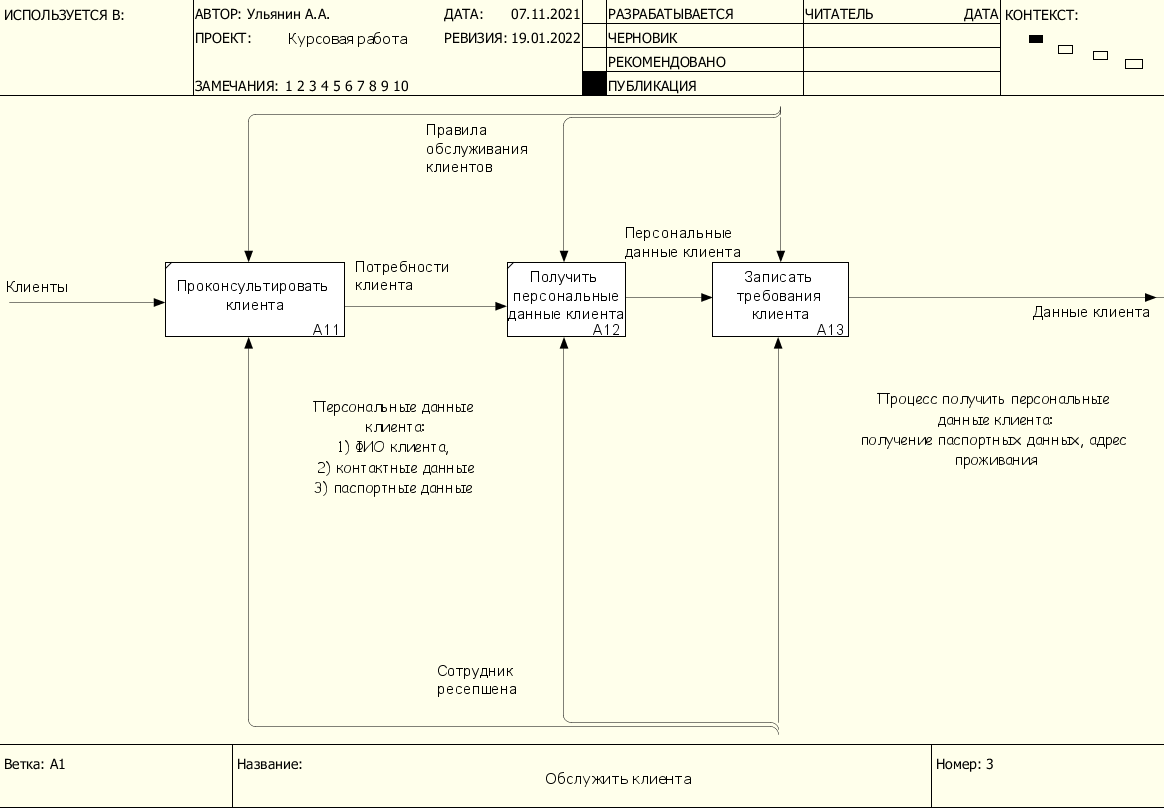 ИСПОЛЬЗУЕТСЯ В:
АВТОР: Ульянин А.А.
ДАТА: 07.11.2021
ПРОЕКТ: Курсовая работа
РЕВИЗИЯ: 19.01.2022
ЗАМЕЧАНИЯ: 1 2 3 4 5 6 7 8 9 10
РАЗРАБАТЫВАЕТСЯ
ЧЕРНОВИК
РЕКОМЕНДОВАНО
ПУБЛИКАЦИЯ
ЧИТАТЕЛЬ ДАТА
КОНТЕКСТ:
Правила
обслуживания
клиентов
Клиенты
Проконсультировать
клиента
A11
Потребности
клиента
Получить
персональные
данные клиента
A12
Персональные
данные клиента
Записать
требования
клиента
A13
Данные клиента
Персональные данные
клиента:
1) ФИО клиента,
2) контактные данные
3) паспортные данные
Процесс получить персональные
данные клиента:
получение паспортных данных, адрес
проживания
Сотрудник
ресепшена
Ветка: A1
Название:
Обслужить клиента
Номер: 3